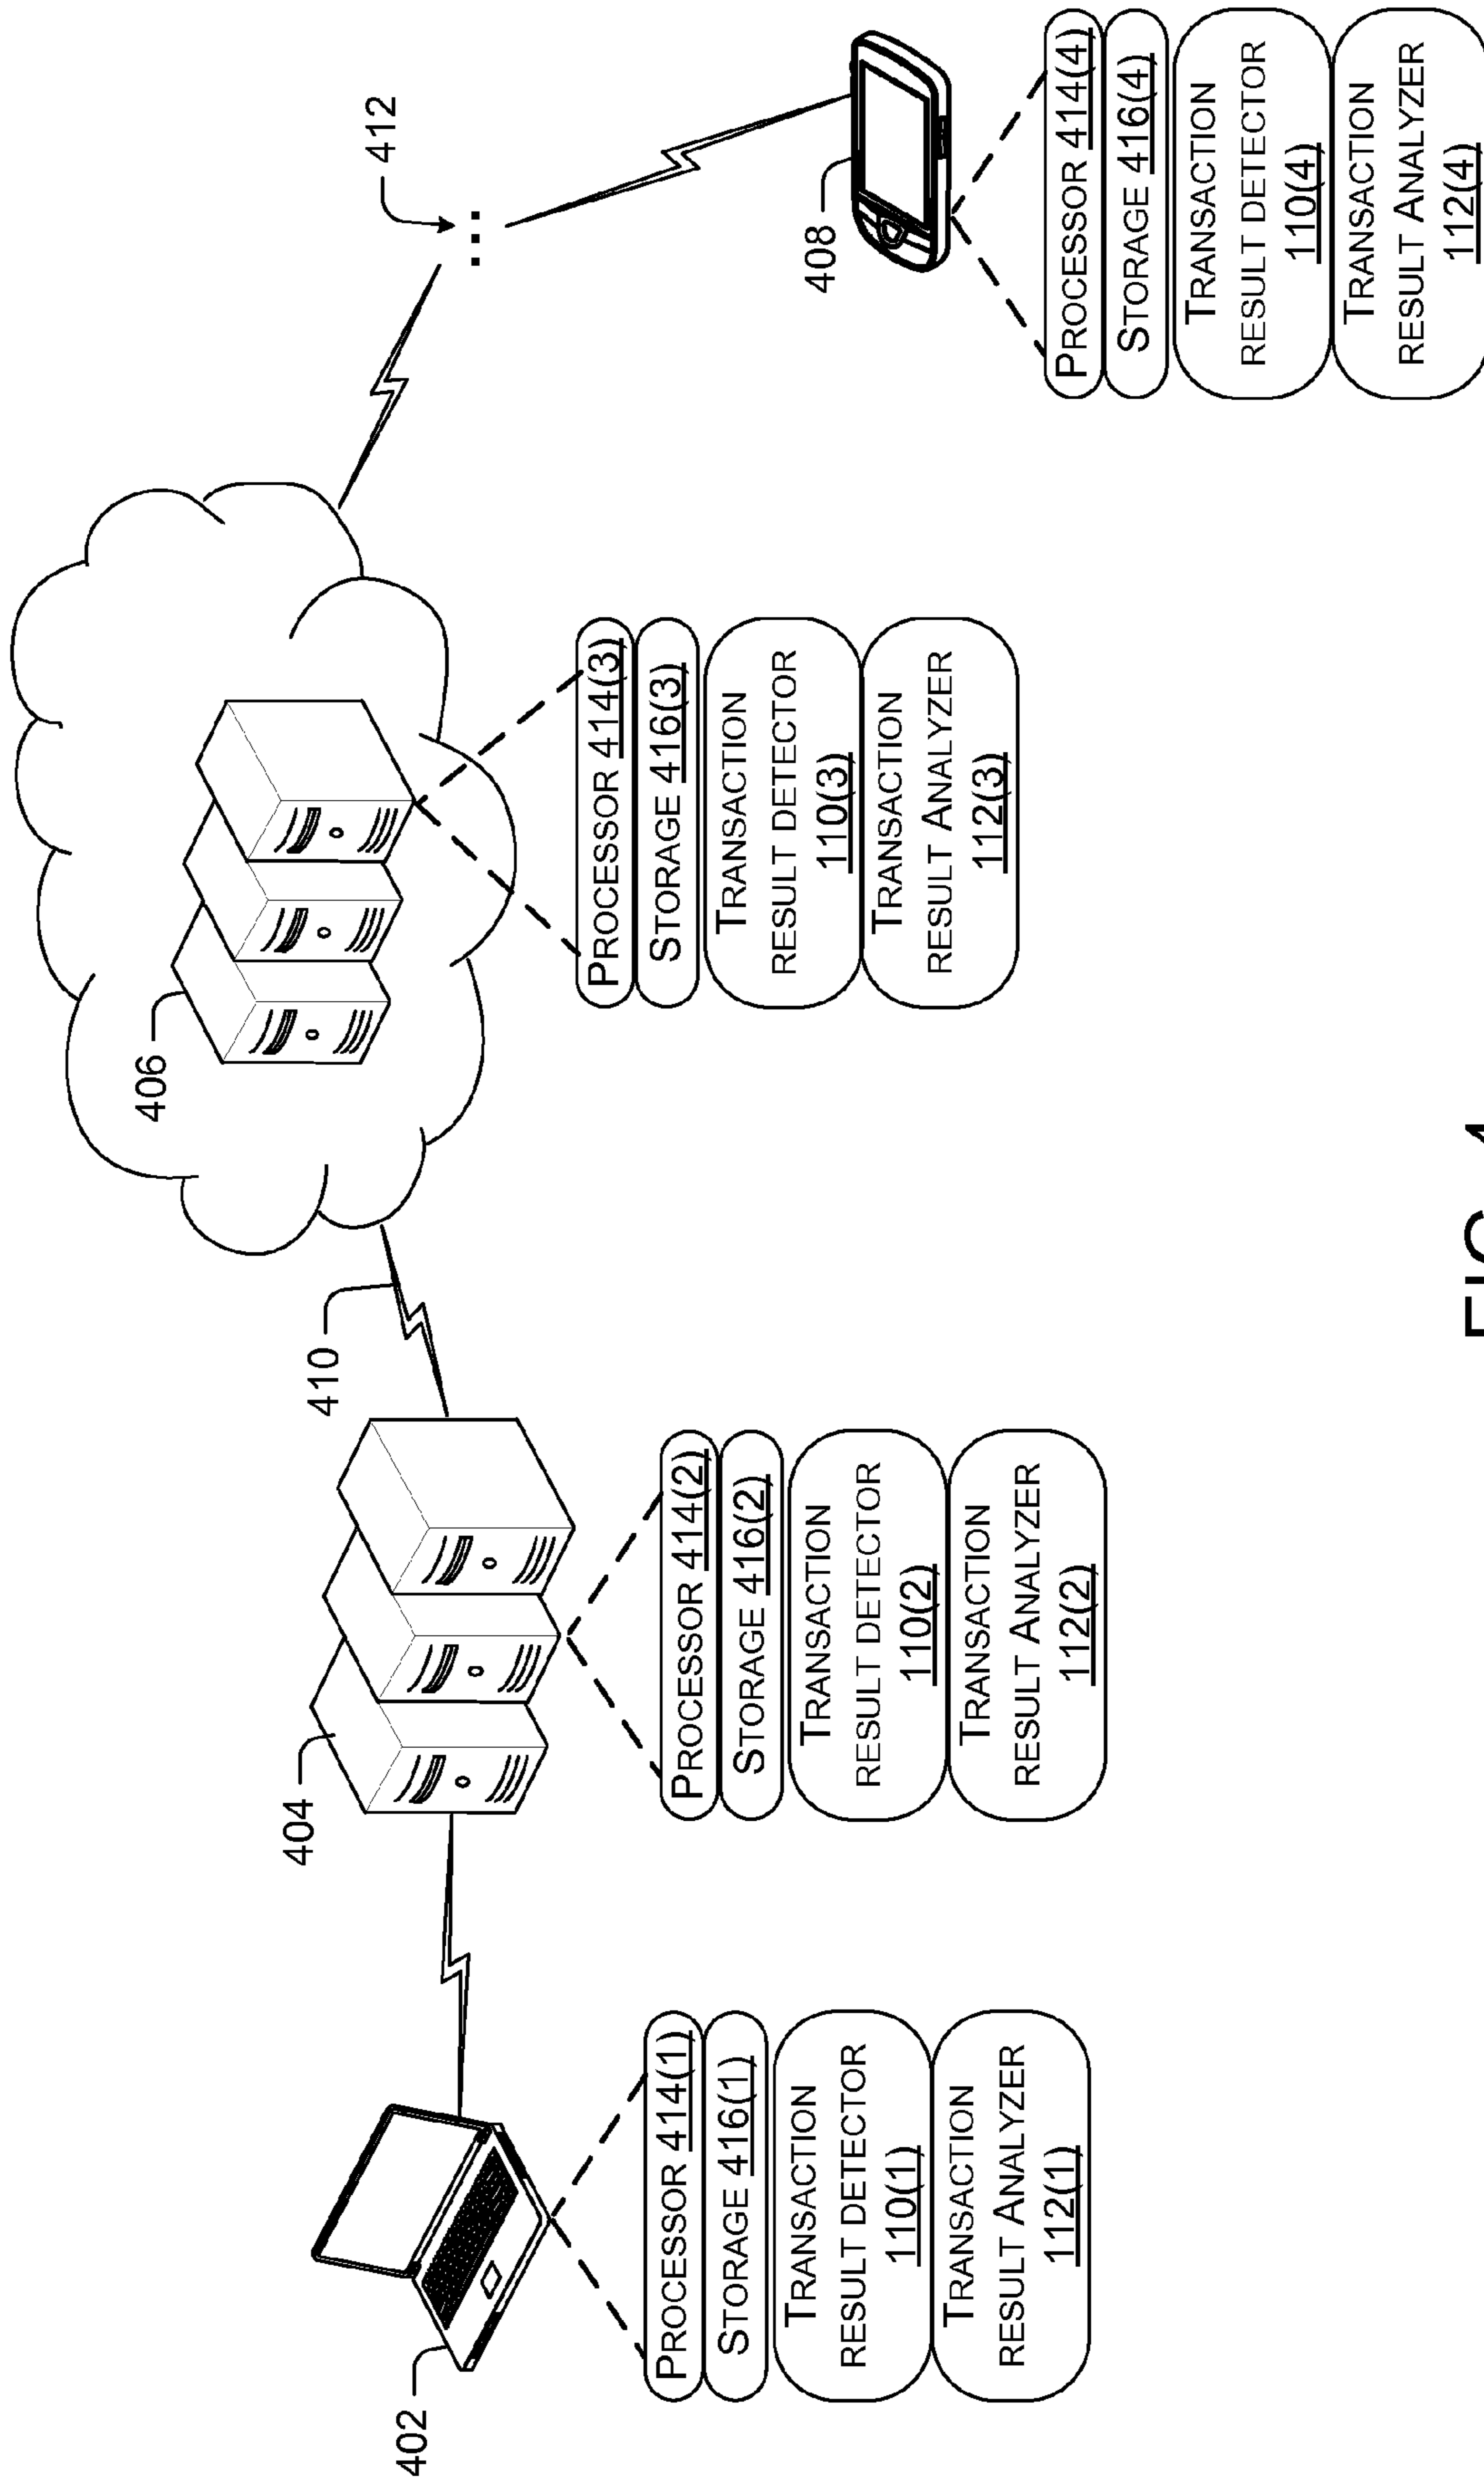 402
404
406
408
410
412
PROCESSOR 414(1)
STORAGE 416(1)
TRANSACTION
RESULT DETECTOR
110(1)
TRANSACTION
RESULT ANALYZER
112(1)
PROCESSOR 414(2)
STORAGE 416(2)
TRANSACTION
RESULT DETECTOR
110(2)
TRANSACTION
RESULT ANALYZER
112(2)
PROCESSOR 414(3)
STORAGE 416(3)
TRANSACTION
RESULT DETECTOR
110(3)
TRANSACTION
RESULT ANALYZER
112(3)
PROCESSOR 414(4)
STORAGE 416(4)
TRANSACTION
RESULT DETECTOR
110(4)
TRANSACTION
RESULT ANALYZER
112(4)